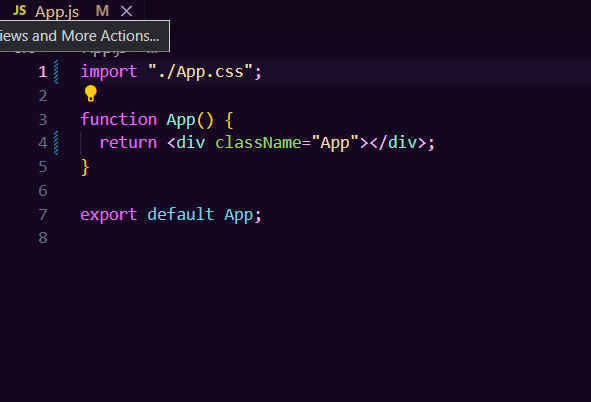 JS App.js M
iews and More Actions...
1 import "./App.css";
2
3 function App() {
4 return <div className="App"></div>;
5 }
6
7 export default App;
8